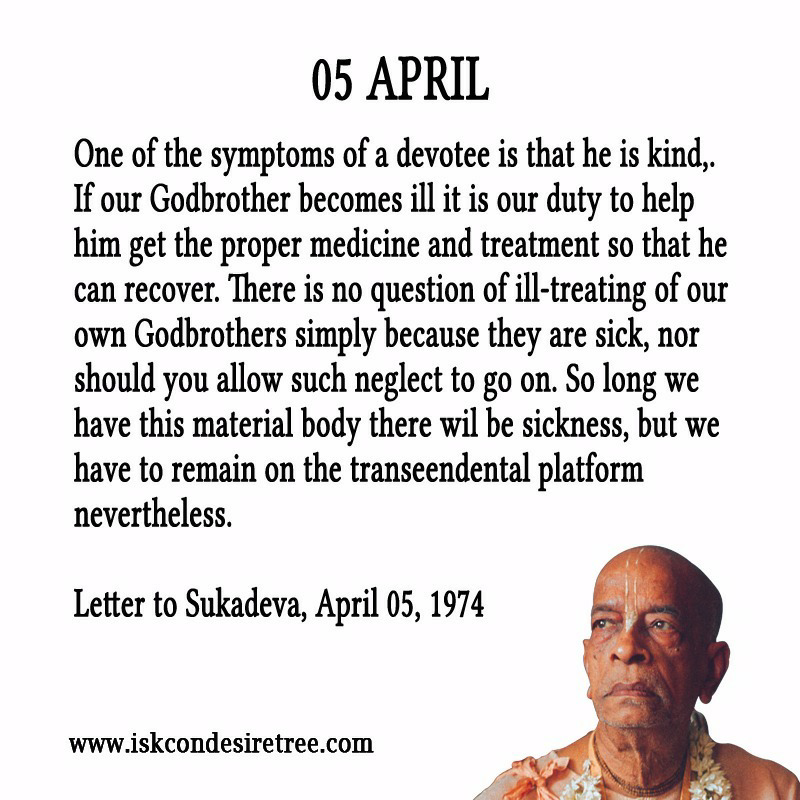 05 APRIL
One of the symptoms of a devotee is that he is kind,.
If our Godbrother becomes ill it is our duty to help
him get the proper medicine and treatment so that he
can recover. There is no question of ill-treating of our
own Godbrothers simply because they are sick, nor
should you allow such neglect to go on. So long we
have this material body there wil be sickness, but we
have to remain on the transeendental platform
nevertheless.
Letter to Sukadeva, April 05, 1974
www.iskcondesiretree.com